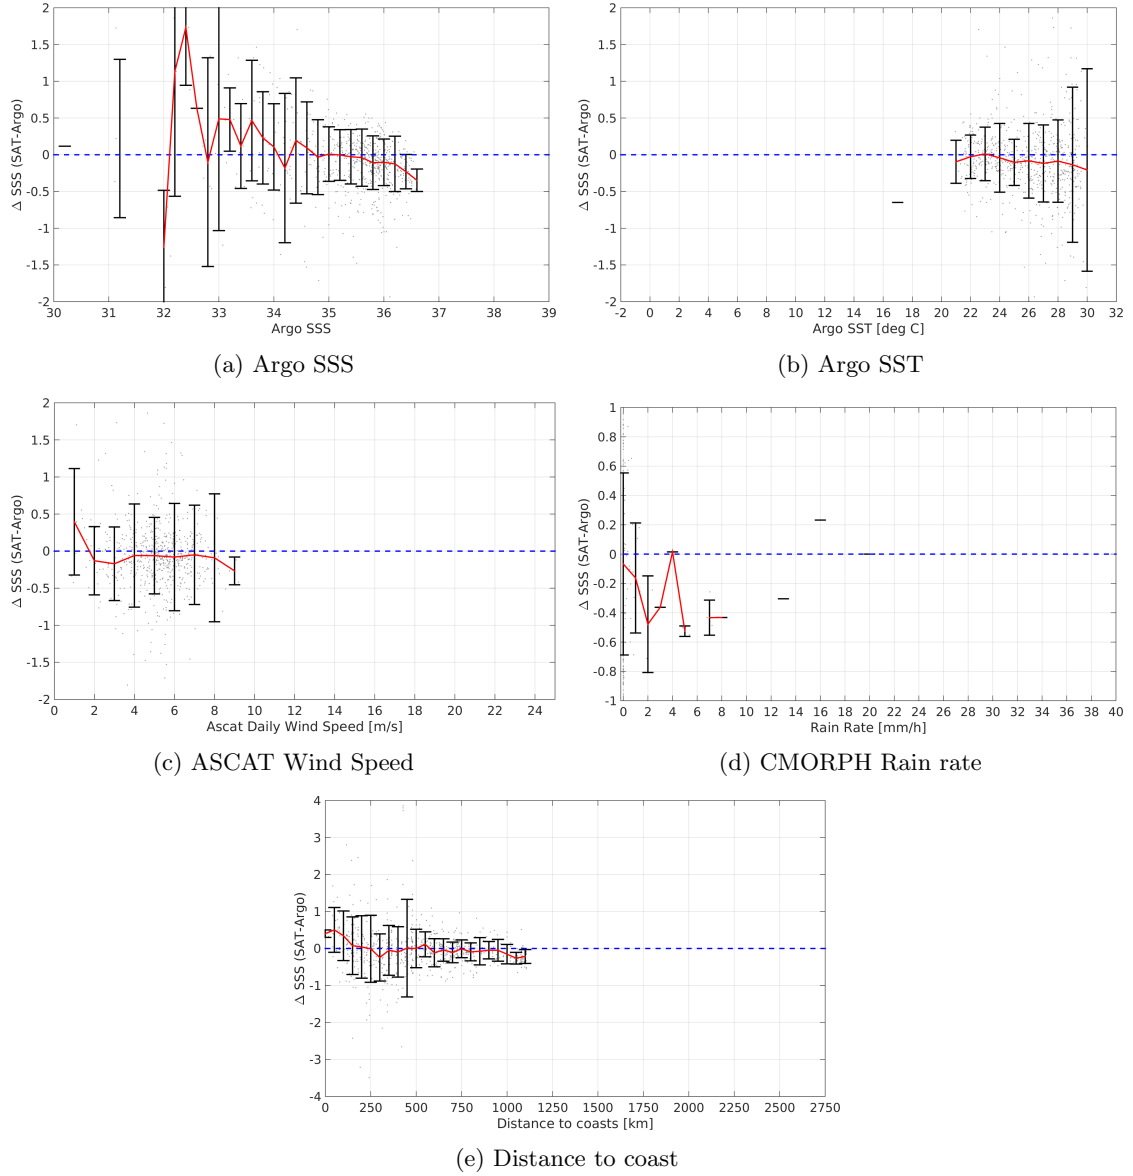 2
1.5
1
0.5
0
-0.5
-1
-1.5
-2
Δ SSS (SAT-Argo)
30 31 32 33 34 35 36 37 38 39
Argo SSS
(a) Argo SSS
2
1.5
1
0.5
0
-0.5
-1
-1.5
-2
Δ SSS (SAT-Argo)
-2 0 2 4 6 8 10 12 14 16 18 20 22 24 26 28 30 32
Argo SST [deg C]
(b) Argo SST
2
1.5
1
0.5
0
-0.5
-1
-1.5
-2
Δ SSS (SAT-Argo)
0 2 4 6 8 10 12 14 16 18 20 22 24
Ascat Daily Wind Speed [m/s]
(c) ASCAT Wind Speed
1
0.8
0.6
0.4
0.2
0
-0.2
-0.4
-0.6
-0.8
-1
Δ SSS (SAT-Argo)
0 2 4 6 8 10 12 14 16 18 20 22 24 26 28 30 32 34 36 38 40
Rain Rate [mm/h]
(d) CMORPH Rain rate
4
3
2
1
0
-1
-2
-3
-4
Δ SSS (SAT-Argo)
0 250 500 750 1000 1250 1500 1750 2000 2250 2500 2750
Distance to coasts [km]
(e) Distance to coast